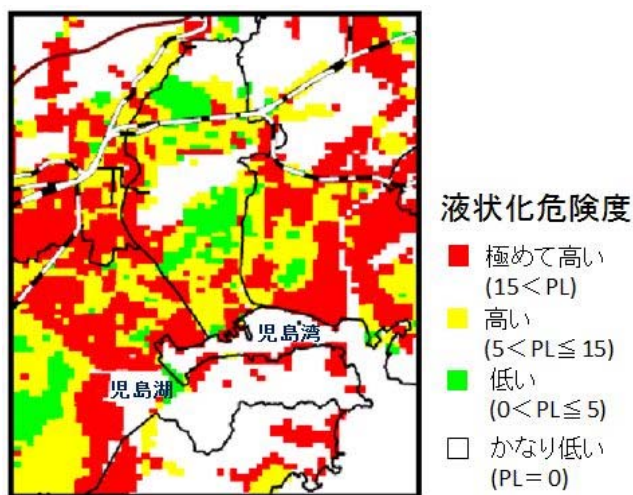 児島湾
児島湖
液状化危険度
極めて高い
(15＜PL)
高い
(5＜PL≦15)
低い
(0＜PL≦5)
かなり低い
(PL＝0)